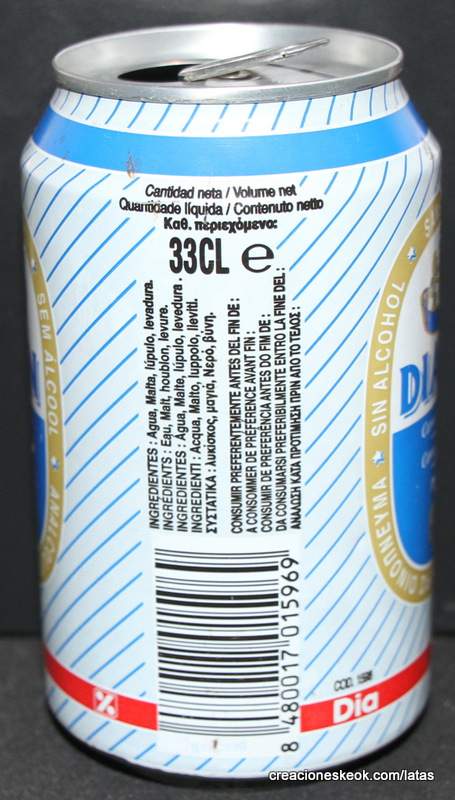 Cantidad neta / Volume net
Quantidade líquida / Contenuto netto
Καθ. περιεχόμενο:
33CL e
INGREDIENTES : Agua, Malta, lúpulo, levadura.
INGRÉDIENTS : Eau, Malt, houblon, levure.
INGREDIENTES : Agua, Malte, lúpulo, levedura.
INGREDIENTI : Acqua, Malto, luppolo, lieviti.
ΣΥΣΤΑΤΙΚΑ : λυκίσκος, μαγιά, Νερό, βύνη.
CONSUMIR PREFERENTEMENTE ANTES DEL FIN DE :
A CONSOMMER DE PREFERENCE AVANT FIN :
CONSUMIR DE PREFERÊNCIA ANTES DO FIM DE :
DA CONSUMARSI PREFERIBILMENTE ENTRO LA FINE DEL :
ΑΝΑΛΩΣΗ ΚΑΤΑ ΠΡΟΤΙΜΗΣΗ ΠΡΙΝ ΑΠΟ ΤΟ ΤΕΛΟΣ :
8 480017 015969
COD.
% Dia
SEM ALCOOL
SIN ALCOHOL
creacioneskeok.com/latas